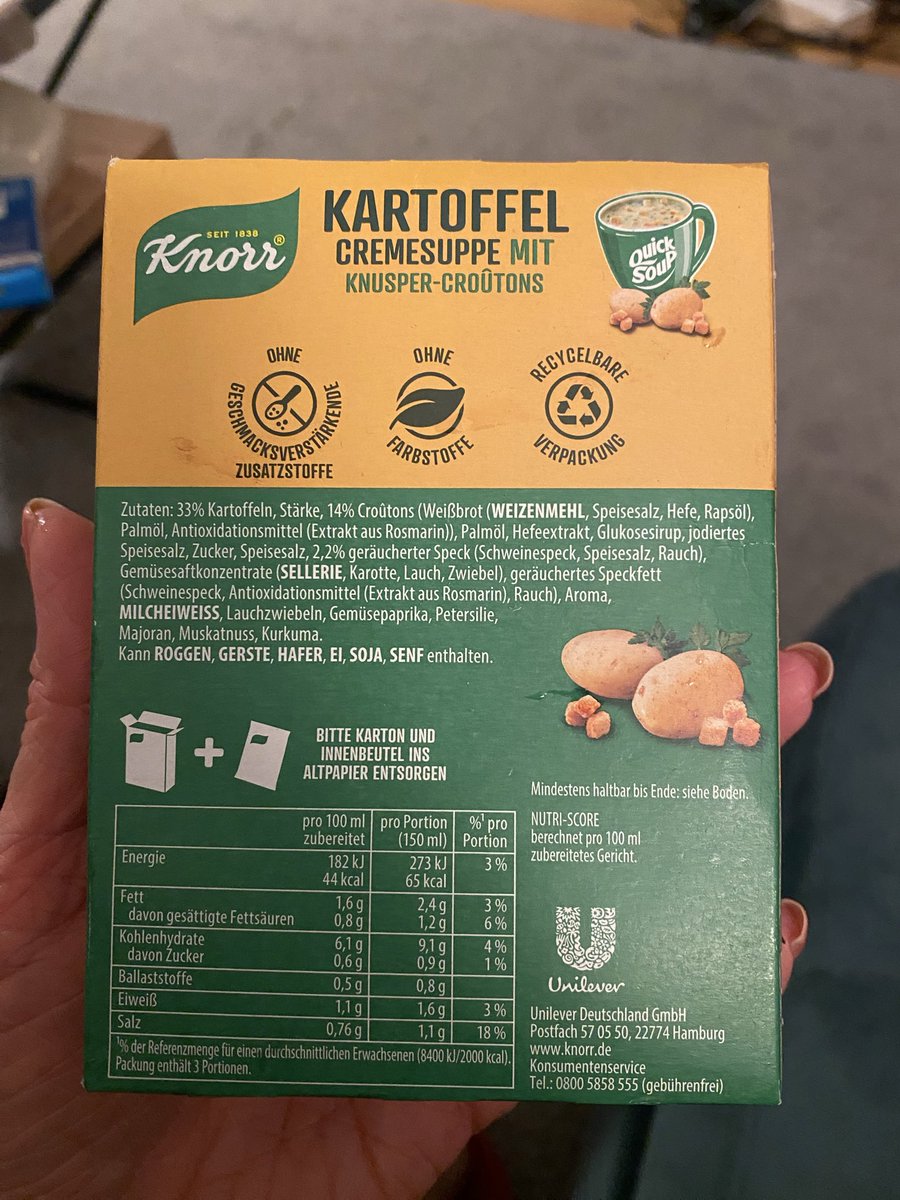 SEIT 1838
Knorr®
KARTOFFEL
CREMESUPPE MIT
KNUSPER-CROÛTONS
Quick
Soup
OHNE
GESCHMACKSVERSTÄRKENDE
ZUSATZSTOFFE
OHNE
FARBSTOFFE
RECYCELBARE
VERPACKUNG
Zutaten: 33% Kartoffeln, Stärke, 14% Croûtons (Weißbrot (WEIZENMEHL, Speisesalz, Hefe, Rapsöl),
Palmöl, Antioxidationsmittel (Extrakt aus Rosmarin)), Palmöl, Hefeextrakt, Glukosesirup, jodiertes
Speisesalz, Zucker, Speisesalz, 2,2% geräucherter Speck (Schweinespeck, Speisesalz, Rauch),
Gemüsesaftkonzentrate (SELLERIE, Karotte, Lauch, Zwiebel), geräuchertes Speckfett
(Schweinespeck, Antioxidationsmittel (Extrakt aus Rosmarin), Rauch), Aroma,
MILCHEIWEISS, Lauchzwiebeln, Gemüsepaprika, Petersilie,
Majoran, Muskatnuss, Kurkuma.
Kann ROGGEN, GERSTE, HAFER, EI, SOJA, SENF enthalten.
BITTE KARTON UND
INNENBEUTEL INS
ALTPAPIER ENTSORGEN
pro 100 ml zubereitet pro Portion (150 ml) %¹ pro Portion
Energie 182 kJ 273 kJ 3 %
44 kcal 65 kcal
Fett 1,6 g 2,4 g 3 %
davon gesättigte Fettsäuren 0,8 g 1,2 g 6 %
Kohlenhydrate 6,1 g 9,1 g 4 %
davon Zucker 0,6 g 0,9 g 1 %
Ballaststoffe 0,5 g 0,8 g
Eiweiß 1,1 g 1,6 g 3 %
Salz 0,76 g 1,1 g 18 %
¹% der Referenzmenge für einen durchschnittlichen Erwachsenen (8400 kJ/2000 kcal).
Packung enthält 3 Portionen.
Mindestens haltbar bis Ende: siehe Boden.
NUTRI-SCORE
berechnet pro 100 ml
zubereitetes Gericht.
Unilever
Unilever Deutschland GmbH
Postfach 57 05 50, 22774 Hamburg
www.knorr.de
Konsumentenservice
Tel.: 0800 5858 555 (gebührenfrei)